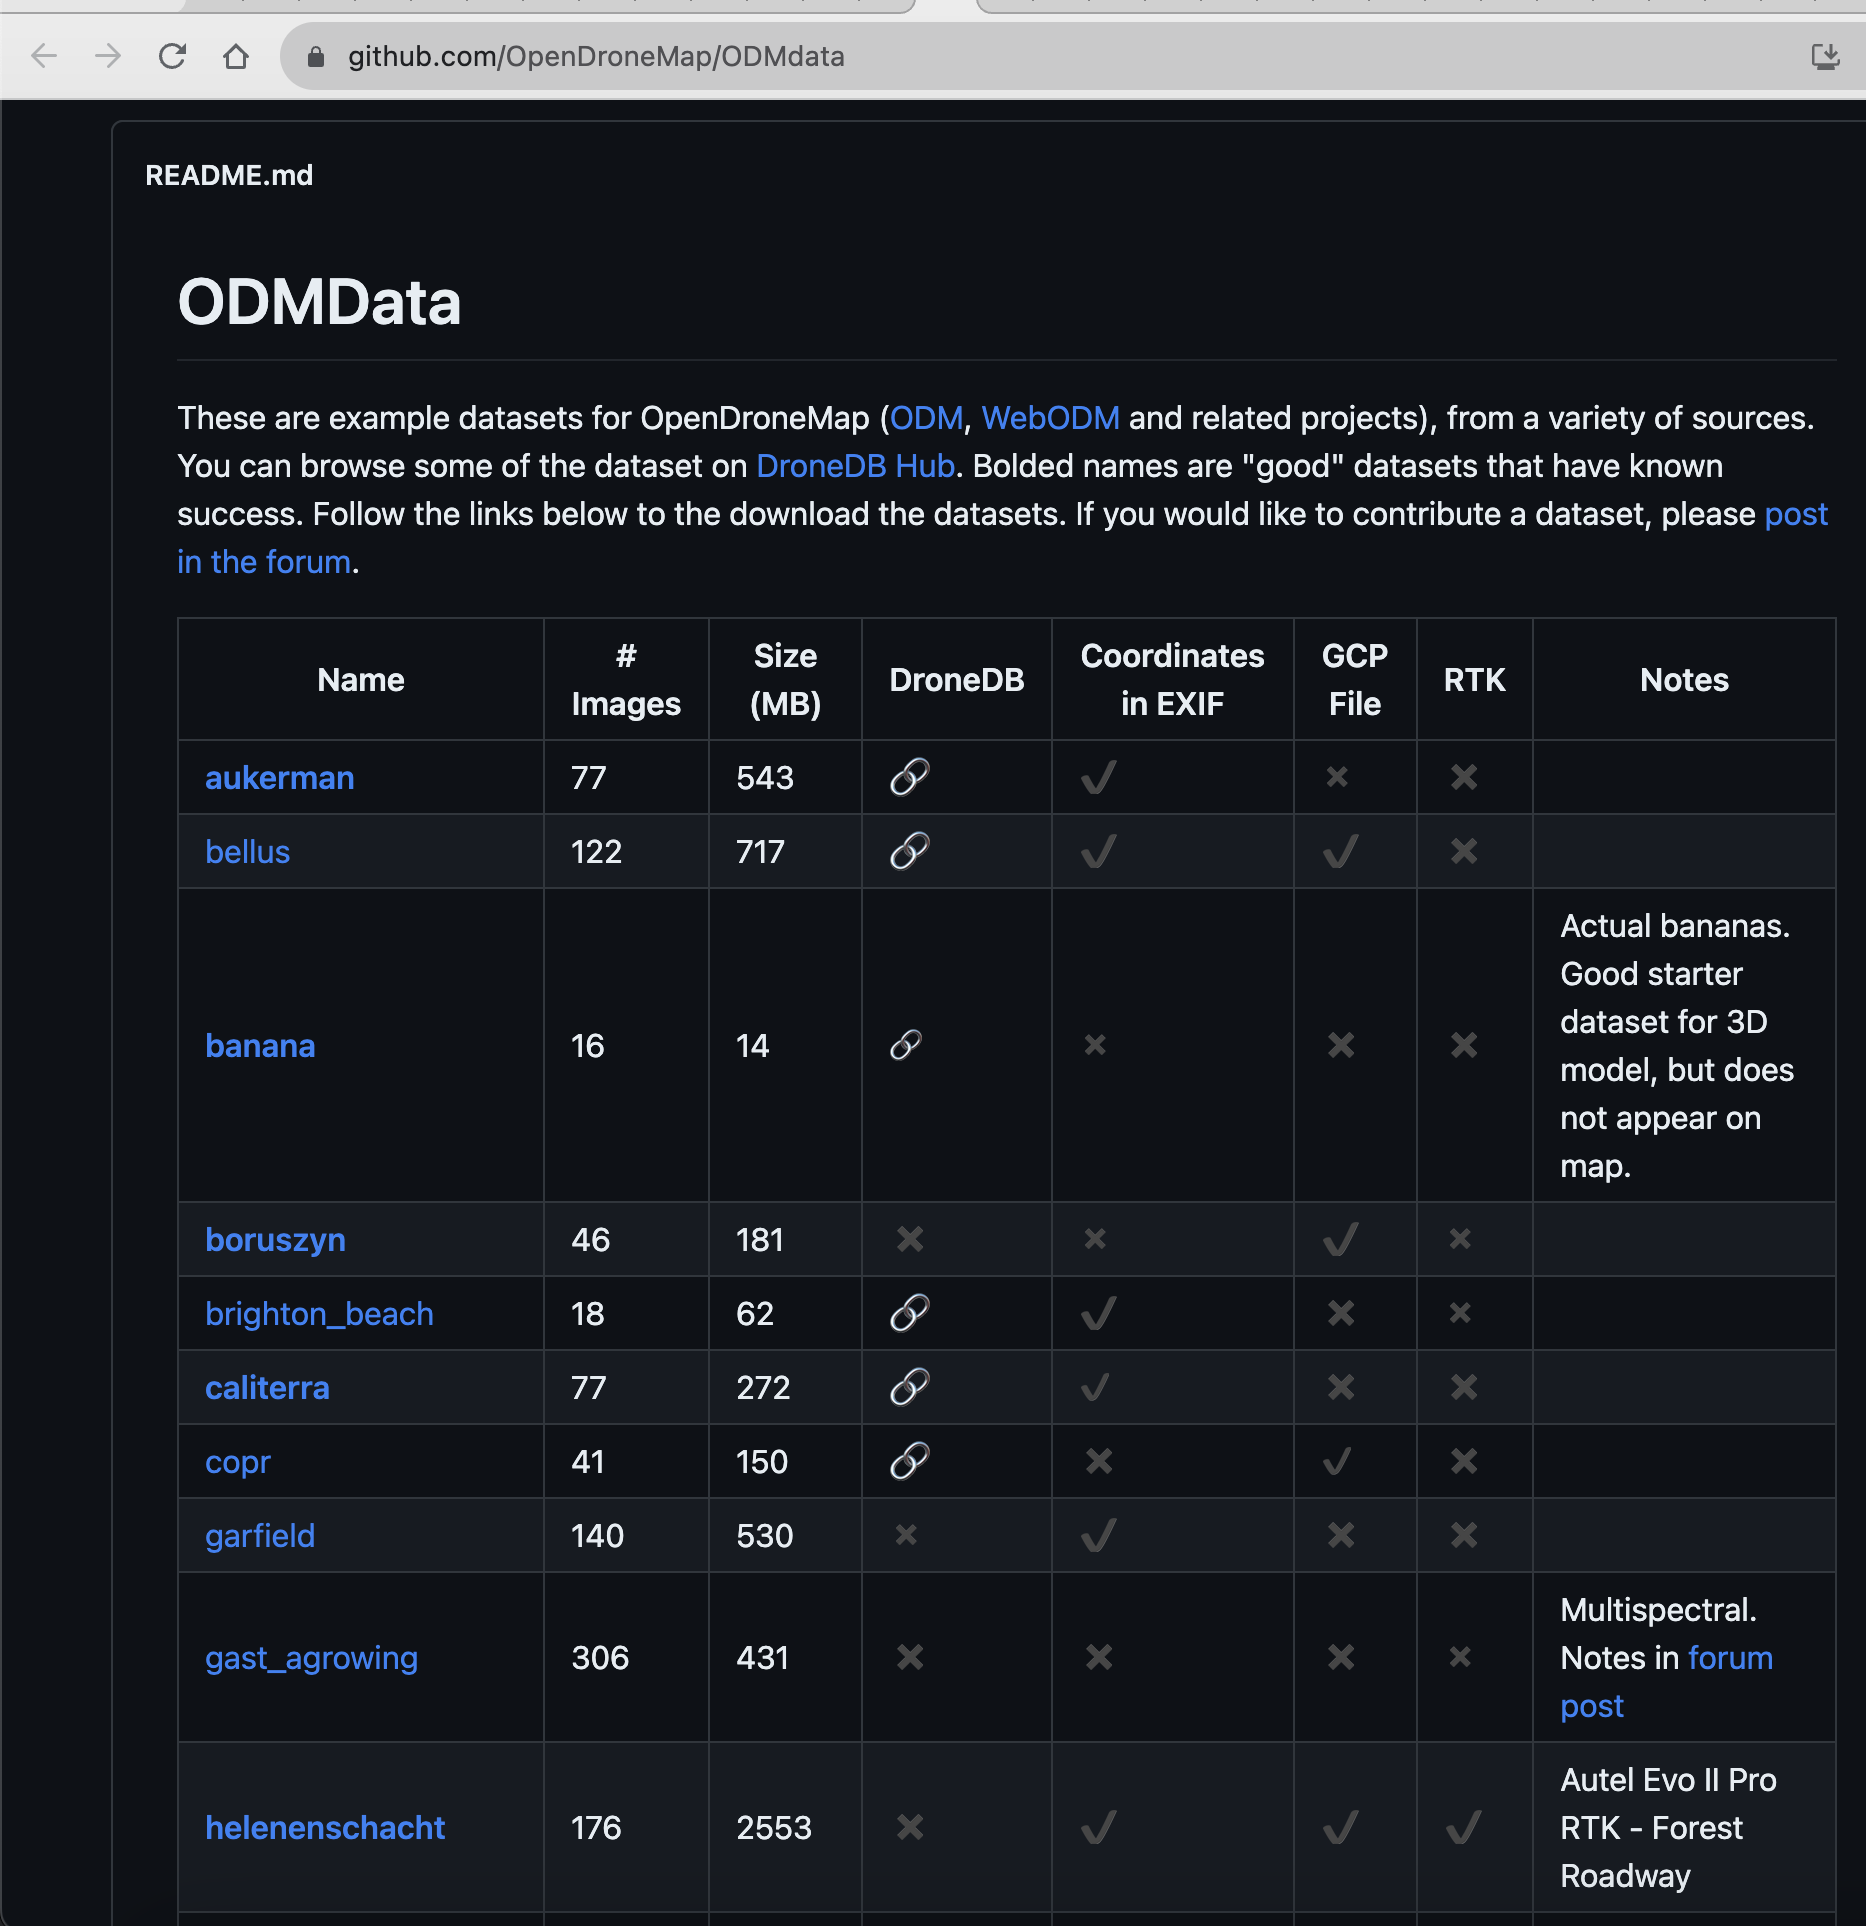 github.com/OpenDroneMap/ODMdata
README.md
ODMData
These are example datasets for OpenDroneMap (ODM, WebODM and related projects), from a variety of sources.
You can browse some of the dataset on DroneDB Hub. Bolded names are "good" datasets that have known
success. Follow the links below to the download the datasets. If you would like to contribute a dataset, please post
in the forum.
Name # Images Size (MB) DroneDB Coordinates in EXIF GCP File RTK Notes
aukerman 77 543 🔗 ✔ ✖ ✖
bellus 122 717 🔗 ✔ ✔ ✖
banana 16 14 🔗 ✖ ✖ ✖ Actual bananas.
Good starter
dataset for 3D
model, but does
not appear on
map.
boruszyn 46 181 ✖ ✖ ✔ ✖
brighton_beach 18 62 🔗 ✔ ✖ ✖
caliterra 77 272 🔗 ✔ ✖ ✖
copr 41 150 🔗 ✖ ✔ ✖
garfield 140 530 ✖ ✔ ✖ ✖
gast_agrowing 306 431 ✖ ✖ ✖ ✖ Multispectral.
Notes in forum
post
helenenschacht 176 2553 ✖ ✔ ✔ ✔ Autel Evo II Pro
RTK - Forest
Roadway